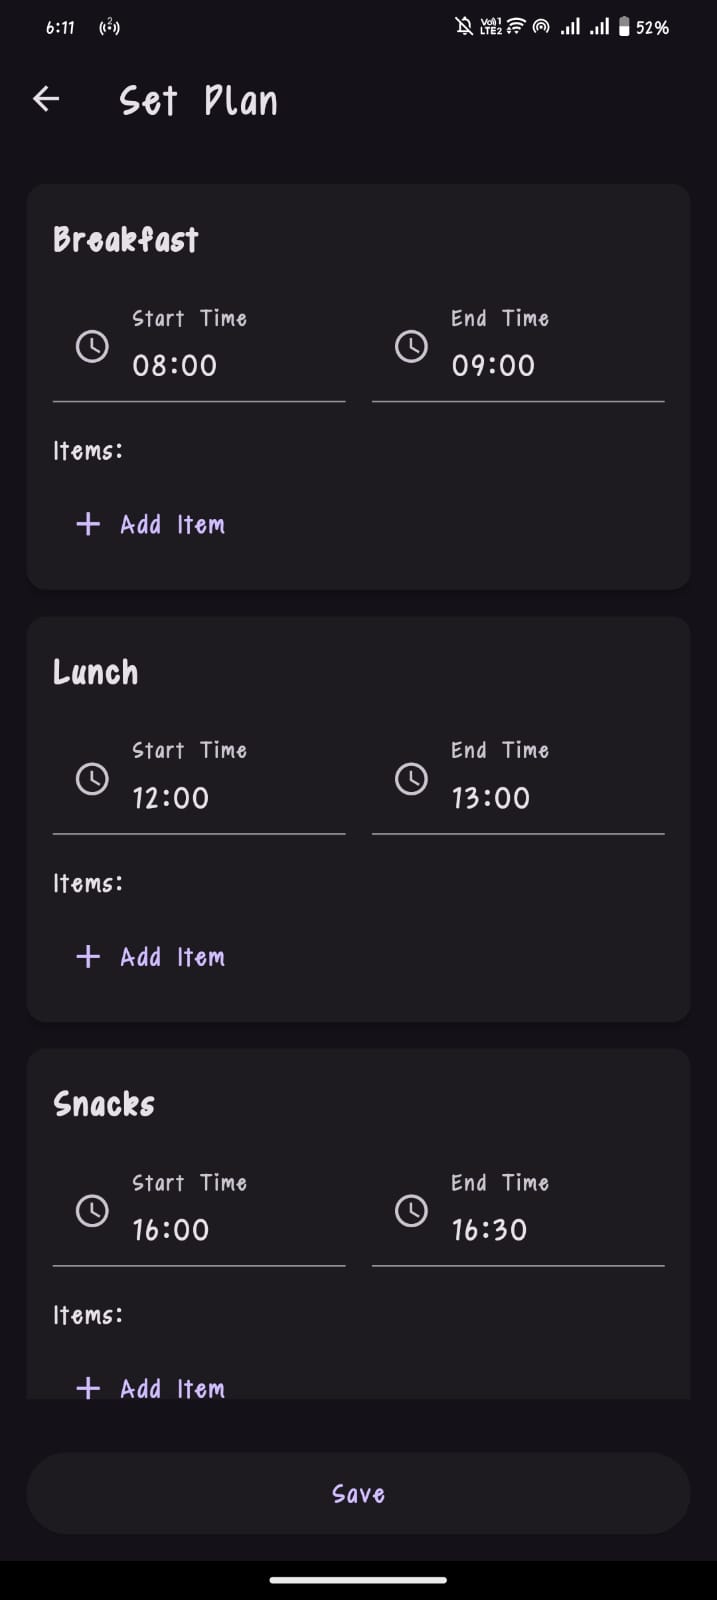 6:11 2 Vo1 LTE2 52%
Set Plan
Breakfast
Start Time End Time
08:00 09:00
Items:
+ Add Item
Lunch
Start Time End Time
12:00 13:00
Items:
+ Add Item
Snacks
Start Time End Time
16:00 16:30
Items:
+ Add Item
Save